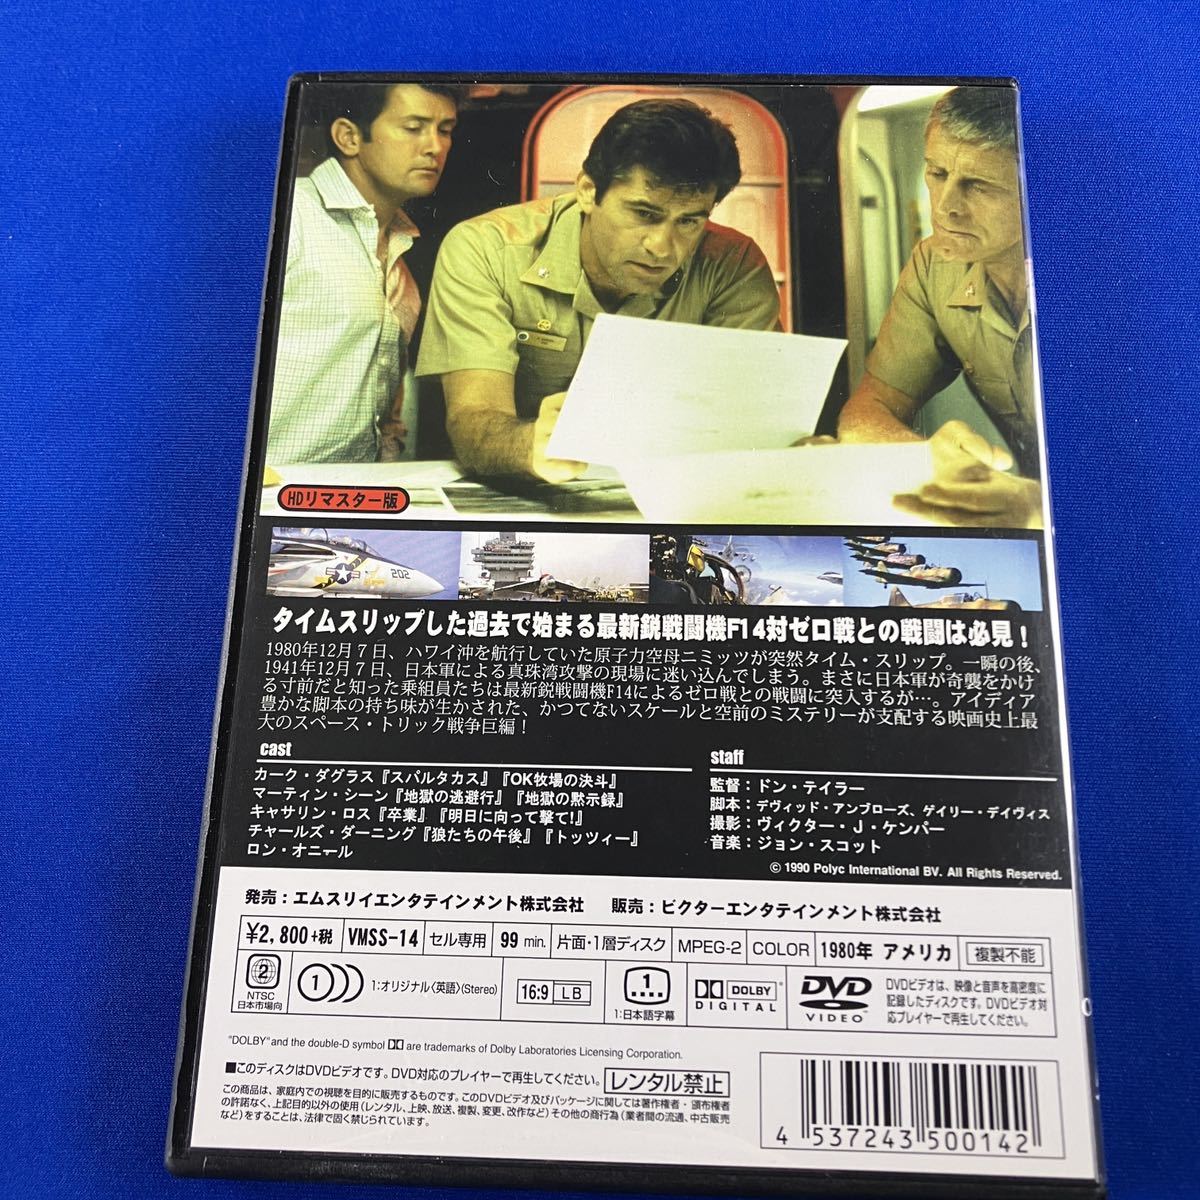 HDリマスター版
202
タイムスリップした過去で始まる最新鋭戦闘機F14対ゼロ戦との戦闘は必見！
1980年12月７日、ハワイ沖を航行していた原子力空母ニミッツが突然タイム・スリップ。一瞬の後、
1941年12月７日、日本軍による真珠湾攻撃の現場に迷い込んでしまう。まさに日本軍が奇襲をかけ
る寸前だと知った乗組員たちは最新鋭戦闘機F14によるゼロ戦との戦闘に突入するが…。アイディア
豊かな脚本の持ち味が生かされた、かつてないスケールと空前のミステリーが支配する映画史上最
大のスペース・トリック戦争巨編！
cast
カーク・ダグラス『スパルタカス』『OK牧場の決斗』
マーティン・シーン『地獄の逃避行』『地獄の黙示録』
キャサリン・ロス『卒業』『明日に向って撃て!』
チャールズ・ダーニング『狼たちの午後』『トッツィー』
ロン・オニール
staff
監督：ドン・テイラー
脚本：デヴィッド・アンブローズ、ゲイリー・デイヴィス
撮影：ヴィクター・Ｊ・ケンパー
音楽：ジョン・スコット
© 1990 Polyc International BV. All Rights Reserved.
発売：エムスリイエンタテインメント株式会社　販売：ビクターエンタテインメント株式会社
¥2,800+税 VMSS-14 セル専用 99 min. 片面・1層ディスク MPEG-2 COLOR 1980年 アメリカ 複製不能
2 NTSC 日本市場向
1 1:オリジナル〈英語〉(Stereo)
16:9 LB
1 1:日本語字幕
DOLBY DIGITAL
DVD VIDEO
DVDビデオは、映像と音声を高密度に
記録したディスクです。DVDビデオ対
応プレイヤーで再生してください。
"DOLBY"and the double-D symbol are trademarks of Dolby Laboratories Licensing Corporation.
■このディスクはDVDビデオです。DVD対応のプレイヤーで再生してください。 レンタル禁止
この商品は、家庭内での視聴を目的に販売するものです。このDVDビデオ及びパッケージに関しては著作権者・頒布権者
の許諾なく、上記目的以外の使用（レンタル、上映、放送、複製、変更、改作など）その他の商行為（業者間の流通、中古販売
など）をすることは、法律で固く禁じられています。
4 537243 500142